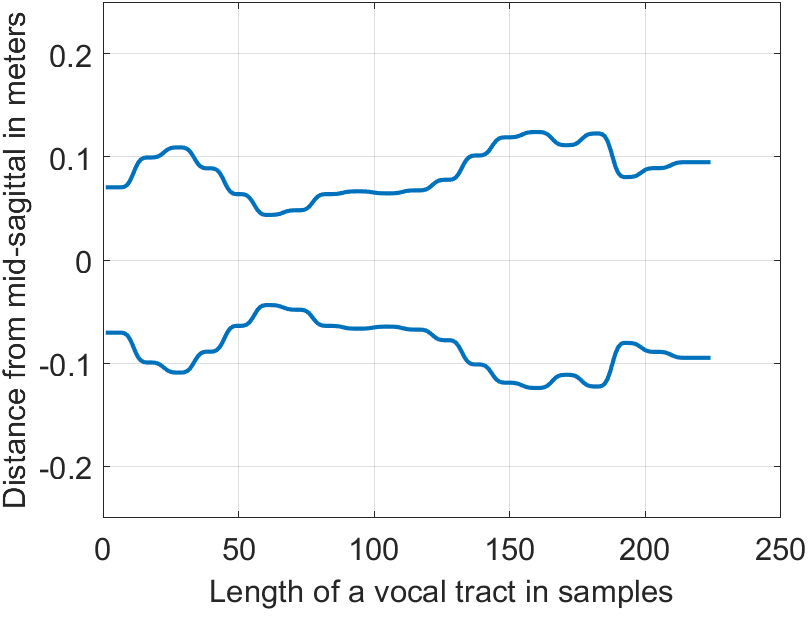 Distance from mid-sagittal in meters
0.2
0.1
0
-0.1
-0.2
0 50 100 150 200 250
Length of a vocal tract in samples